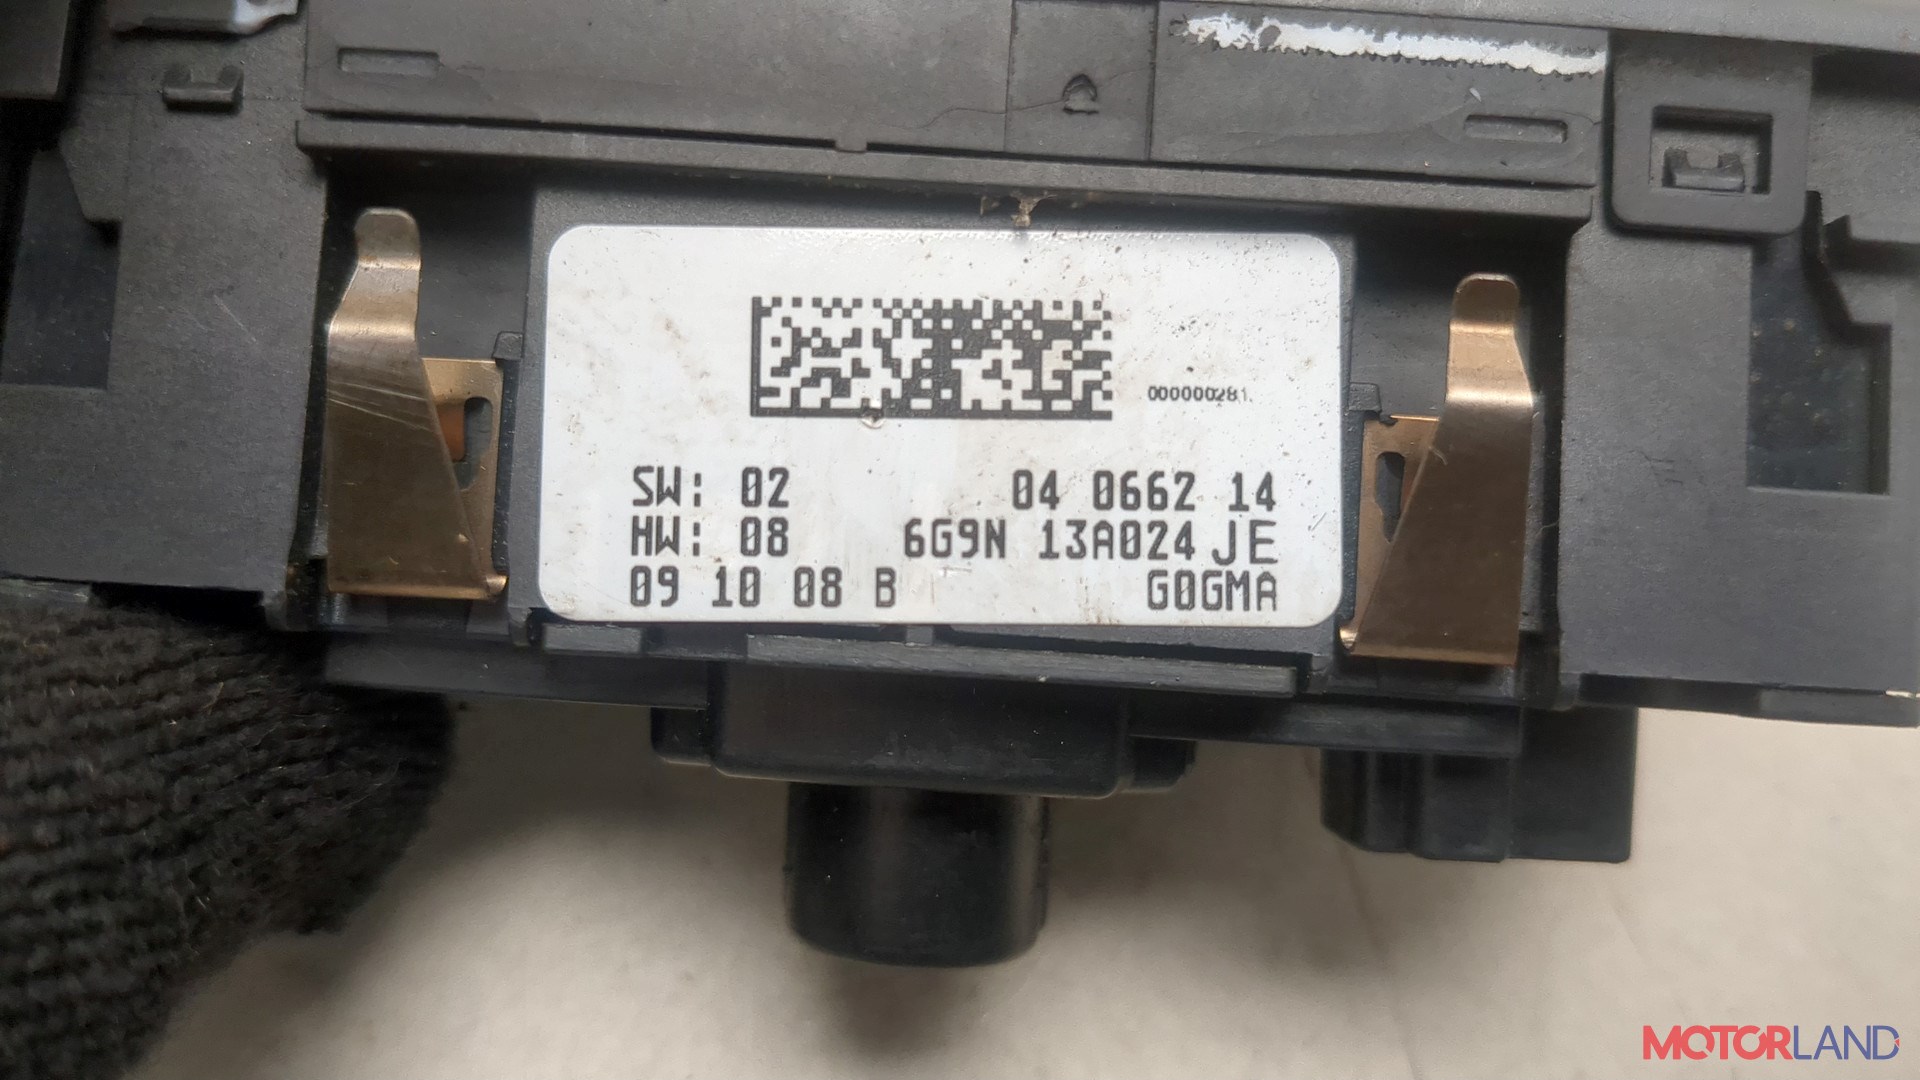 000000281
SW: 02 04 0662 14
HW: 08 6G9N 13A024 JE
09 10 08 B G0GMA
MOTORLAND